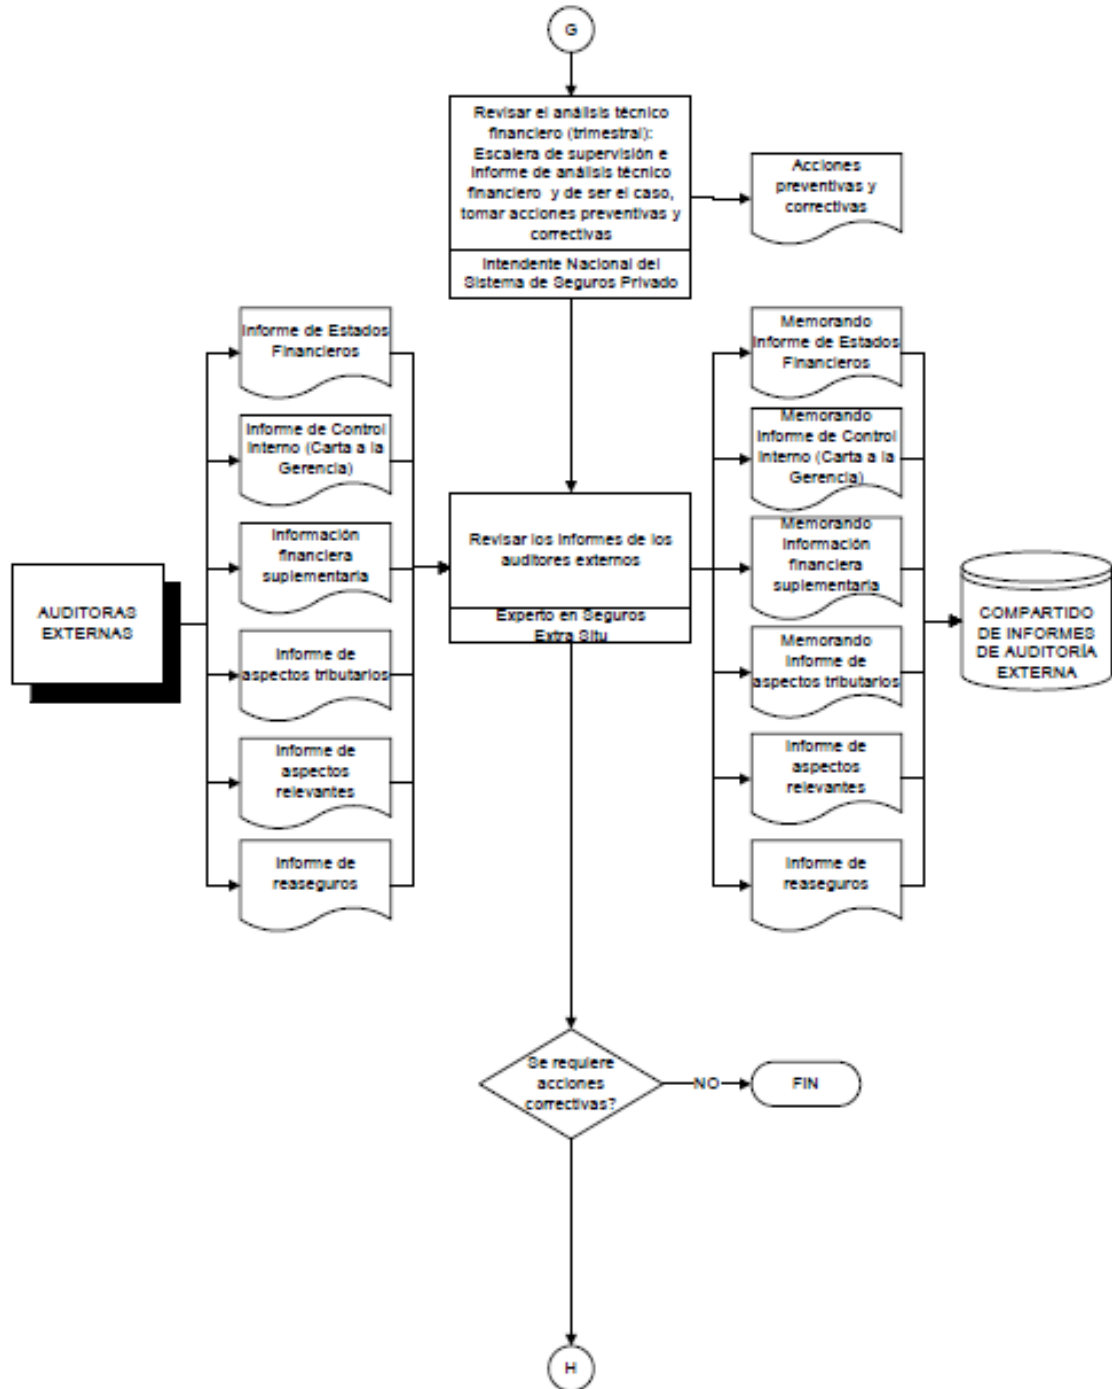 G
Revisar el análisis técnico
financiero (trimestral):
Escalera de supervisión e
Informe de análisis técnico
financiero y de ser el caso,
tomar acciones preventivas y
correctivas
Intendente Nacional del
Sistema de Seguros Privado
Acciones
preventivas y
correctivas
Informe de Estados
Financieros
Informe de Control
Interno (Carta a la
Gerencia)
Información
financiera
suplementaria
Informe de
aspectos tributarios
Informe de
aspectos
relevantes
Informe de
reaseguros
AUDITORAS
EXTERNAS
Revisar los informes de los
auditores externos
Experto en Seguros
Extra Situ
Memorando
Informe de Estados
Financieros
Memorando
Informe de Control
Interno (Carta a la
Gerencia)
Memorando
Información
financiera
suplementaria
Memorando
Informe de
aspectos tributarios
Informe de
aspectos
relevantes
Informe de
reaseguros
COMPARTIDO
DE INFORMES
DE AUDITORÍA
EXTERNA
Se requiere
acciones
correctivas?
NO
FIN
H